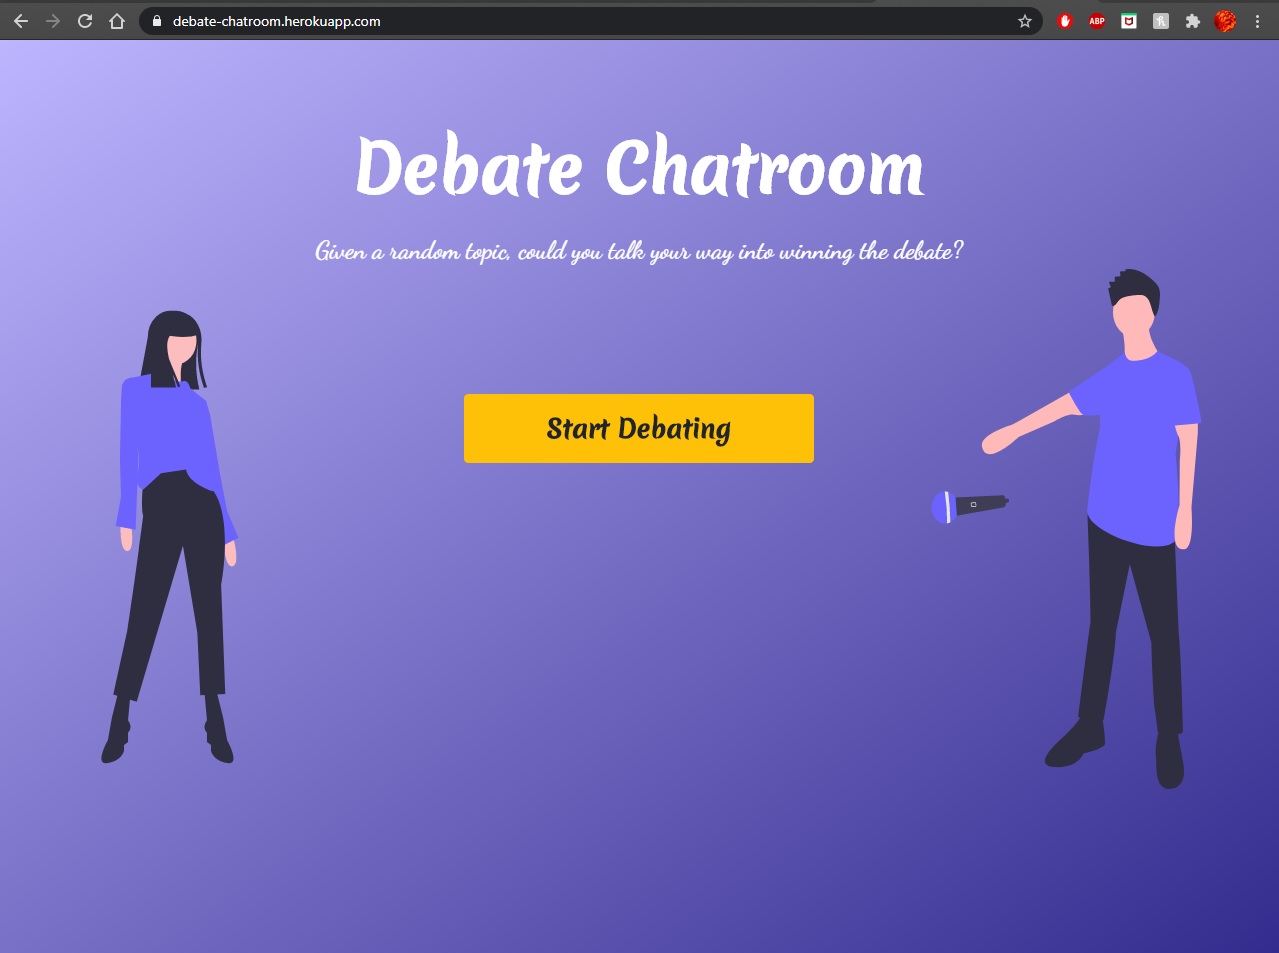 debate-chatroom.herokuapp.com
ABP
Debate Chatroom
Given a random topic, could you talk your way into winning the debate?
Start Debating